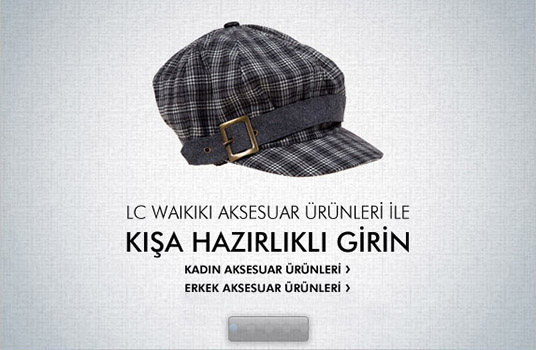 LC WAIKIKI AKSESUAR ÜRÜNLERİ İLE
KIŞA HAZIRLIKLI GİRİN
KADIN AKSESUAR ÜRÜNLERİ ›
ERKEK AKSESUAR ÜRÜNLERİ ›